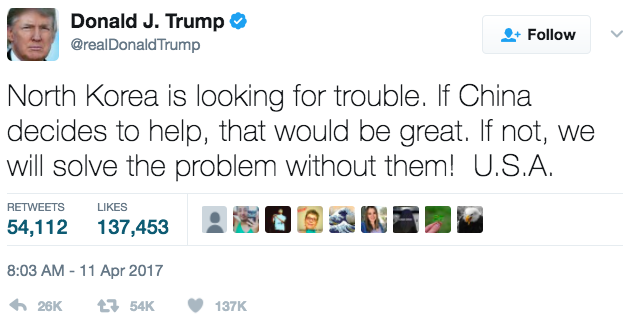 Donald J. Trump
@realDonaldTrump
Follow
North Korea is looking for trouble. If China
decides to help, that would be great. If not, we
will solve the problem without them!  U.S.A.
RETWEETS LIKES
54,112 137,453
8:03 AM - 11 Apr 2017
26K 54K 137K